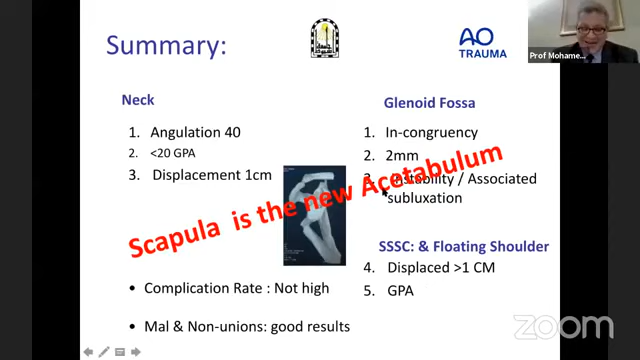 Summary:
AO
TRAUMA
Prof Mohame...
Neck
1. Angulation 40
2. <20 GPA
3. Displacement 1cm
Glenoid Fossa
1. In-congruency
2. 2mm
3. Instability / Associated
subluxation
Scapula is the new Acetabulum
SSSC: & Floating Shoulder
4. Displaced >1 CM
5. GPA
• Complication Rate : Not high
• Mal & Non-unions: good results
zoom